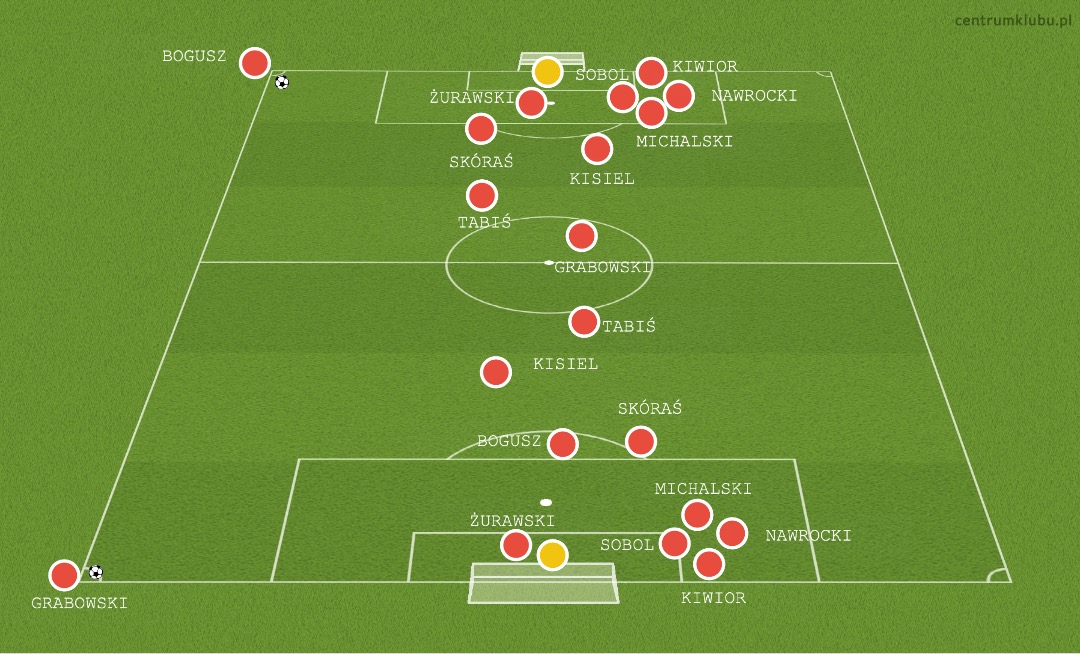 centrumklubu.pl
BOGUSZ
KIWIOR
SOBOL
ŻURAWSKI
NAWROCKI
MICHALSKI
SKÓRAŚ
KISIEL
TABIŚ
GRABOWSKI
TABIŚ
KISIEL
SKÓRAŚ
BOGUSZ
MICHALSKI
ŻURAWSKI
NAWROCKI
SOBOL
KIWIOR
GRABOWSKI